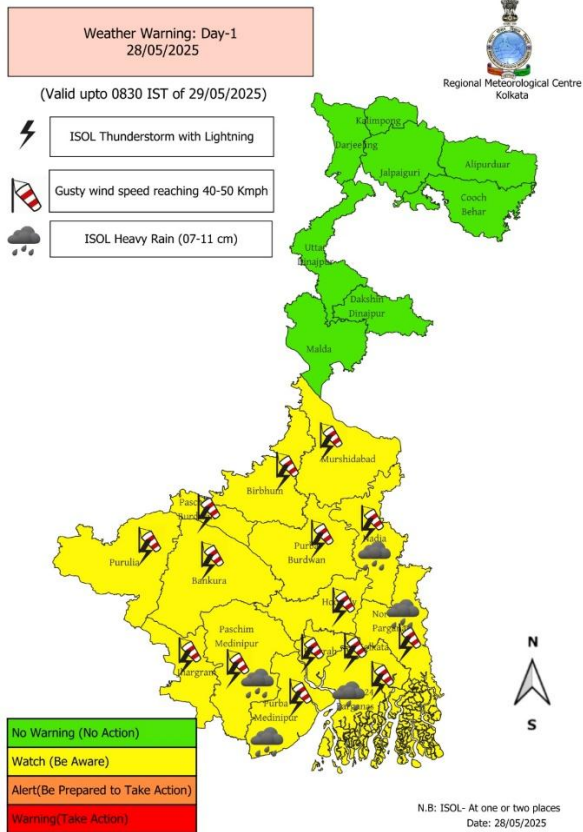 Weather Warning: Day-1
28/05/2025
(Valid upto 0830 IST of 29/05/2025)
Regional Meteorological Centre
Kolkata
ISOL Thunderstorm with Lightning
Gusty wind speed reaching 40-50 Kmph
ISOL Heavy Rain (07-11 cm)
Kalimpong
Darjeeling
Jalpaiguri
Alipurduar
Cooch
Behar
Uttar
Dinajpur
Dakshin
Dinajpur
Malda
Murshidabad
Birbhum
Purulia
Bankura
Burdwan
Nadia
Paschim
Medinipur
Jhargram
Purba
Medinipur
24
Parganas
N
S
No Warning (No Action)
Watch (Be Aware)
Alert(Be Prepared to Take Action)
Warning(Take Action)
N.B: ISOL- At one or two places
Date: 28/05/2025